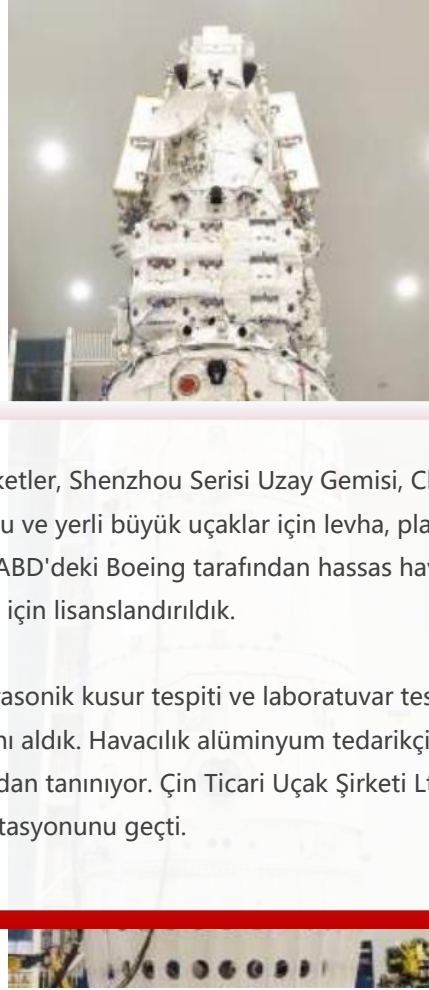 ketler, Shenzhou Serisi Uzay Gemisi, C
u ve yerli büyük uçaklar için levha, pla
ABD'deki Boeing tarafından hassas hav
için lisanslandırıldık.
rasonik kusur tespiti ve laboratuvar tes
nı aldık. Havacılık alüminyum tedarikçi
dan tanınıyor. Çin Ticari Uçak Şirketi Lt
tasyonunu geçti.